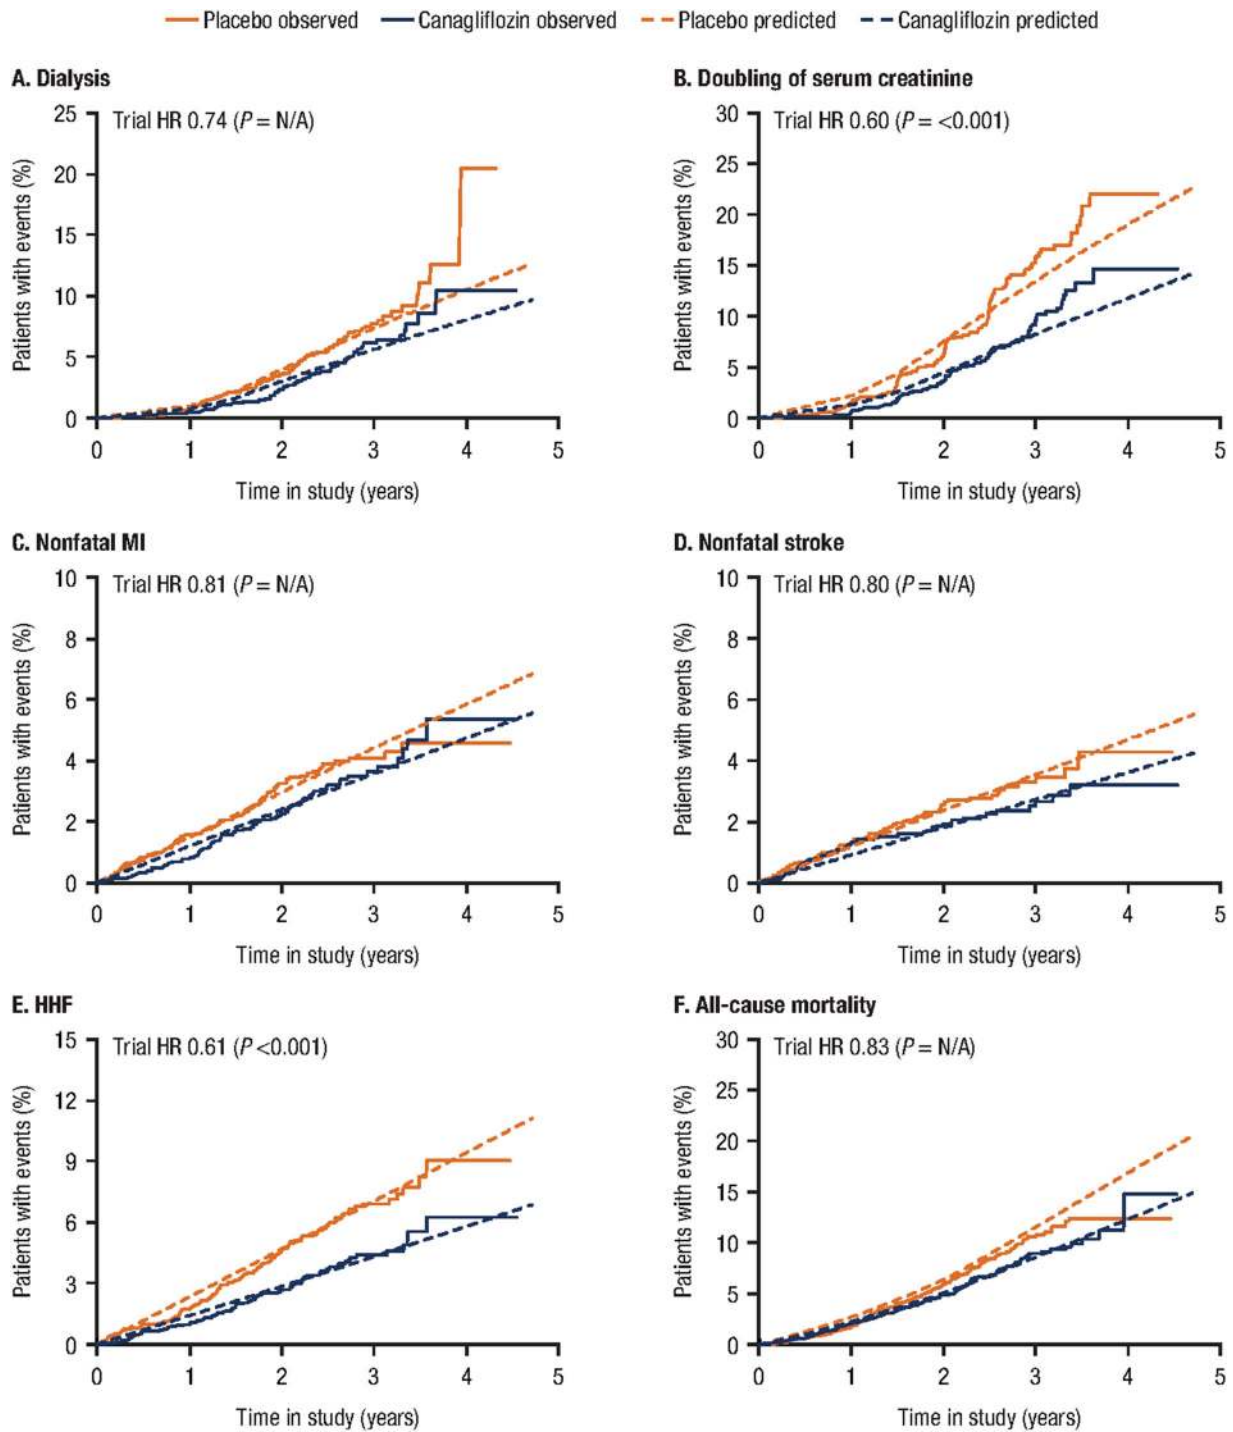 Placebo observed Canagliflozin observed Placebo predicted Canagliflozin predicted
A. Dialysis
Trial HR 0.74 (P = N/A)
Patients with events (%)
25
20
15
10
5
0
0 1 2 3 4 5
Time in study (years)
B. Doubling of serum creatinine
Trial HR 0.60 (P = <0.001)
Patients with events (%)
30
25
20
15
10
5
0
0 1 2 3 4 5
Time in study (years)
C. Nonfatal MI
Trial HR 0.81 (P = N/A)
Patients with events (%)
10
8
6
4
2
0
0 1 2 3 4 5
Time in study (years)
D. Nonfatal stroke
Trial HR 0.80 (P = N/A)
Patients with events (%)
10
8
6
4
2
0
0 1 2 3 4 5
Time in study (years)
E. HHF
Trial HR 0.61 (P <0.001)
Patients with events (%)
15
12
9
6
3
0
0 1 2 3 4 5
Time in study (years)
F. All-cause mortality
Trial HR 0.83 (P = N/A)
Patients with events (%)
30
25
20
15
10
5
0
0 1 2 3 4 5
Time in study (years)